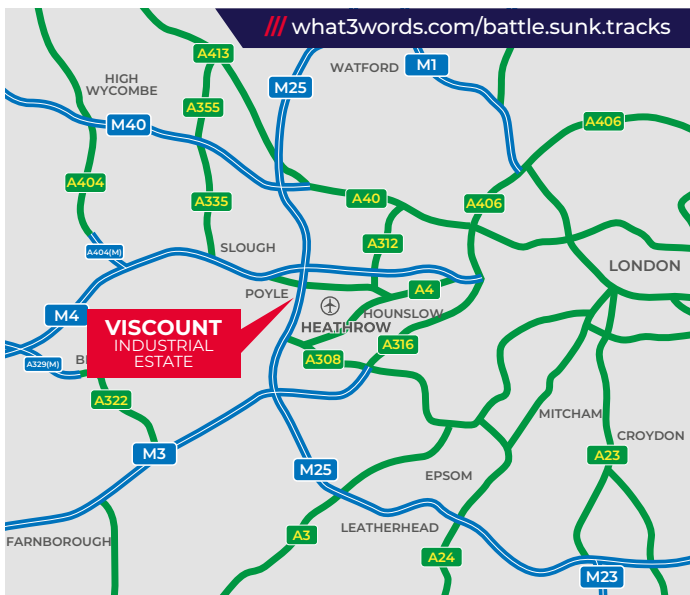 /// what3words.com/battle.sunk.tracks
A413
WATFORD
M1
HIGH
WYCOMBE
M25
A355
M40
A406
A404
A335
A40
A406
A312
A404(M)
SLOUGH
LONDON
POYLE
A4
M4
HOUNSLOW
HEATHROW
VISCOUNT
INDUSTRIAL
ESTATE
A316
A308
A329(M)
A322
MITCHAM
CROYDON
M3
A23
M25
EPSOM
LEATHERHEAD
A3
FARNBOROUGH
A24
M23